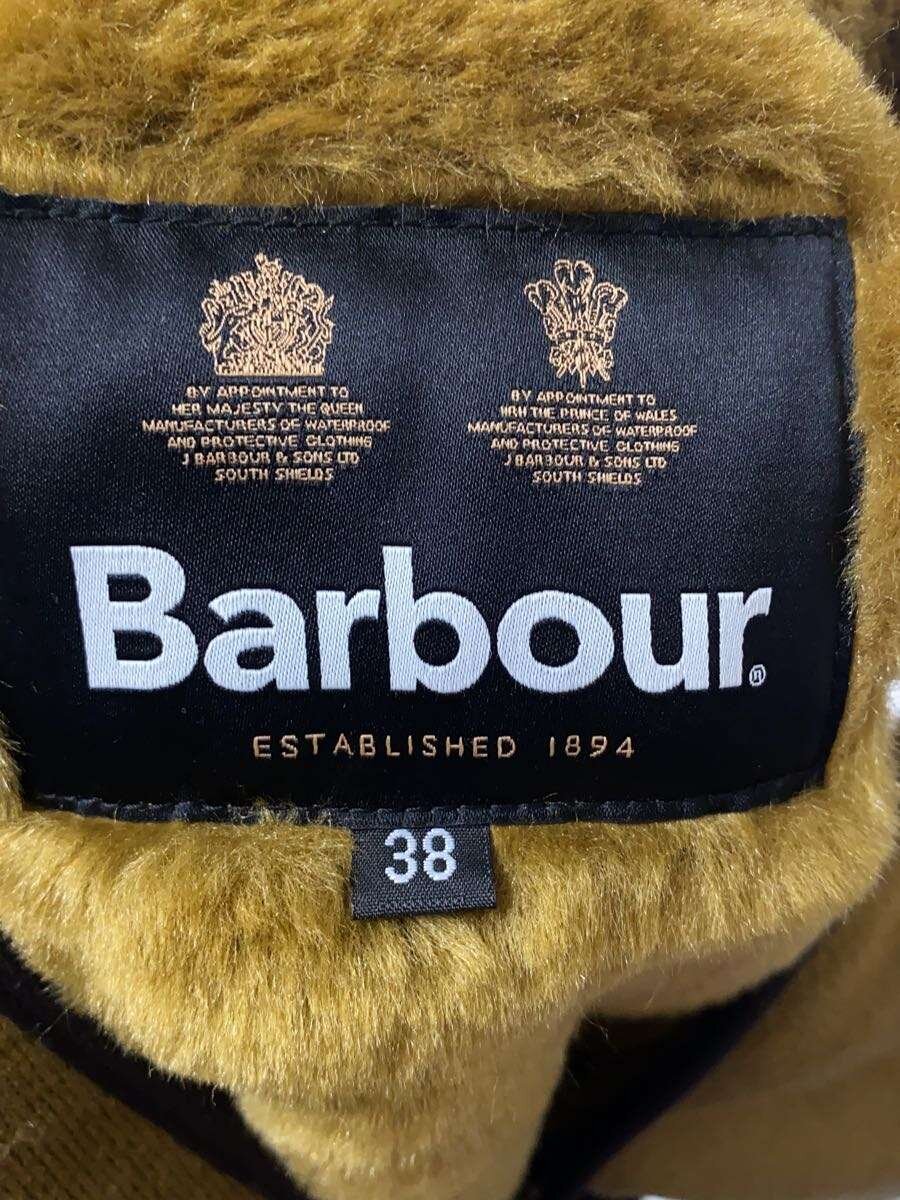 BY APPOINTMENT TO
HER MAJESTY THE QUEEN
MANUFACTURERS OF WATERPROOF
AND PROTECTIVE CLOTHING
J BARBOUR & SONS LTD
SOUTH SHIELDS
BY APPOINTMENT TO
HRH THE PRINCE OF WALES
MANUFACTURERS OF WATERPROOF
AND PROTECTIVE CLOTHING
J BARBOUR & SONS LTD
SOUTH SHIELDS
Barbour®
ESTABLISHED 1894
38